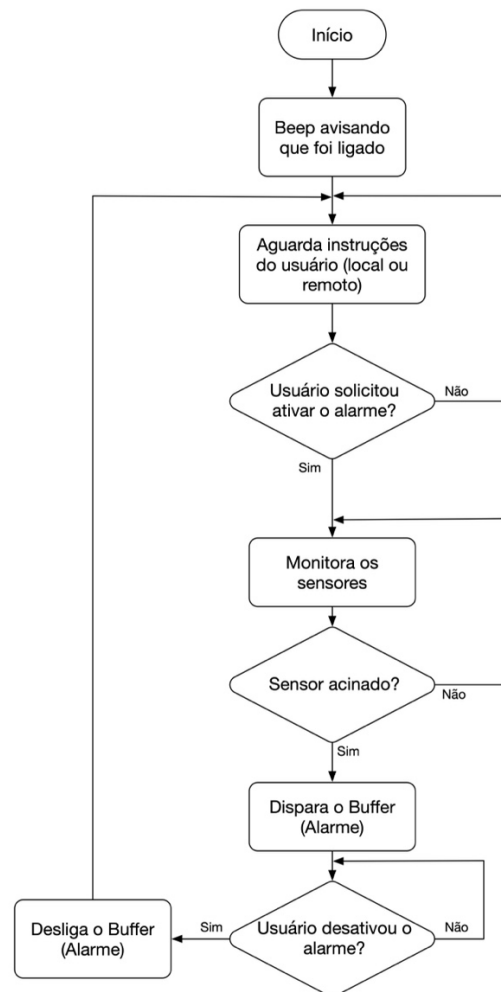 Início
Beep avisando
que foi ligado
Aguarda instruções
do usuário (local ou
remoto)
Usuário solicitou
ativar o alarme?
Não
Sim
Monitora os
sensores
Sensor acinado?
Não
Sim
Dispara o Buffer
(Alarme)
Usuário desativou o
alarme?
Não
Sim
Desliga o Buffer
(Alarme)